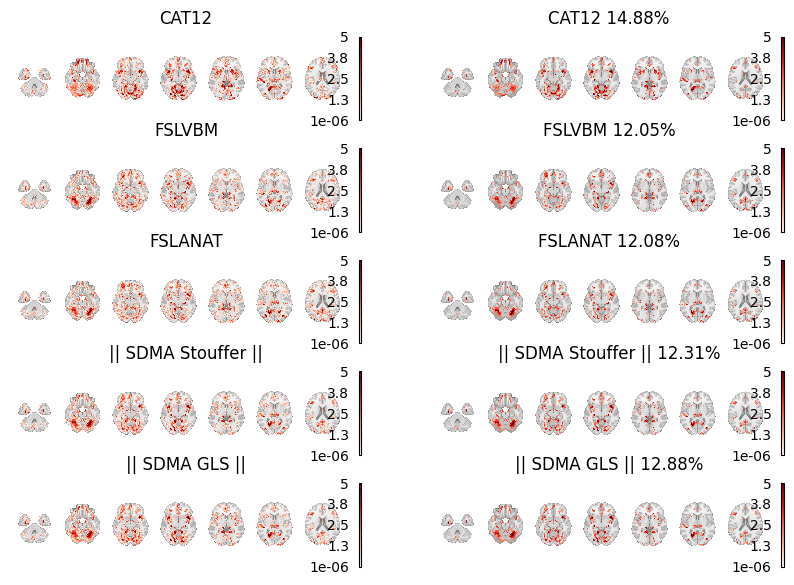 CAT12
5
3.8
2.5
1.3
1e-06
CAT12 14.88%
5
3.8
2.5
1.3
1e-06
FSLVBM
5
3.8
2.5
1.3
1e-06
FSLVBM 12.05%
5
3.8
2.5
1.3
1e-06
FSLANAT
5
3.8
2.5
1.3
1e-06
FSLANAT 12.08%
5
3.8
2.5
1.3
1e-06
|| SDMA Stouffer ||
5
3.8
2.5
1.3
1e-06
|| SDMA Stouffer || 12.31%
5
3.8
2.5
1.3
1e-06
|| SDMA GLS ||
5
3.8
2.5
1.3
1e-06
|| SDMA GLS || 12.88%
5
3.8
2.5
1.3
1e-06